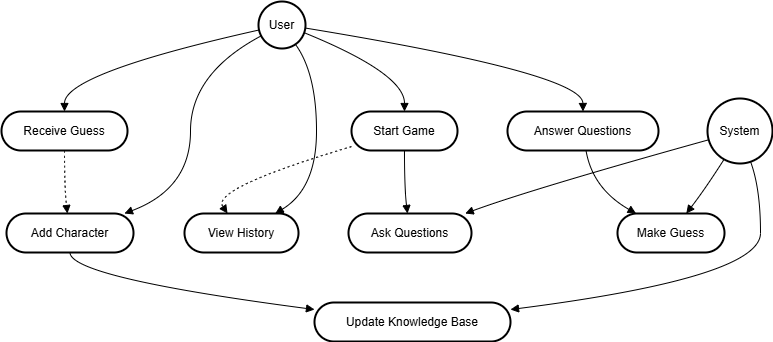 User
Receive Guess
Start Game
Answer Questions
System
Add Character
View History
Ask Questions
Make Guess
Update Knowledge Base